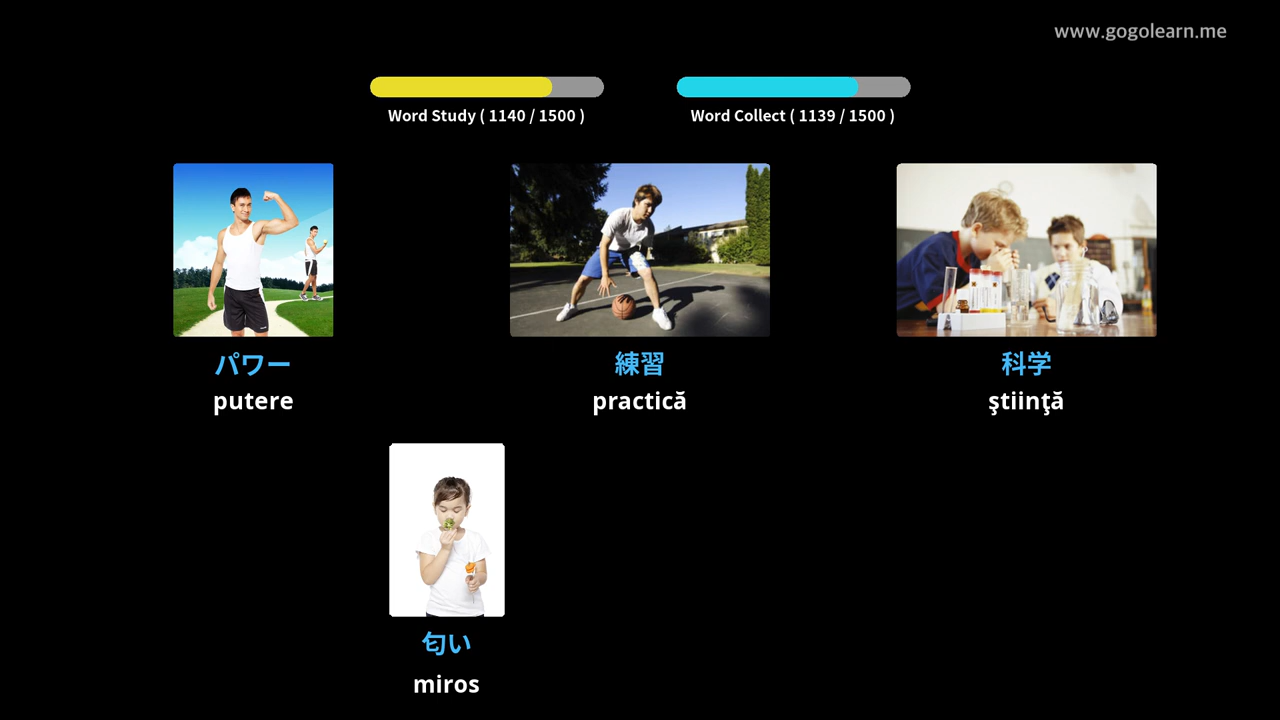 www.gogolearn.me
Word Study ( 1140 / 1500 )
Word Collect ( 1139 / 1500 )
パワー
putere
練習
practică
科学
ştiinţă
匂い
miros